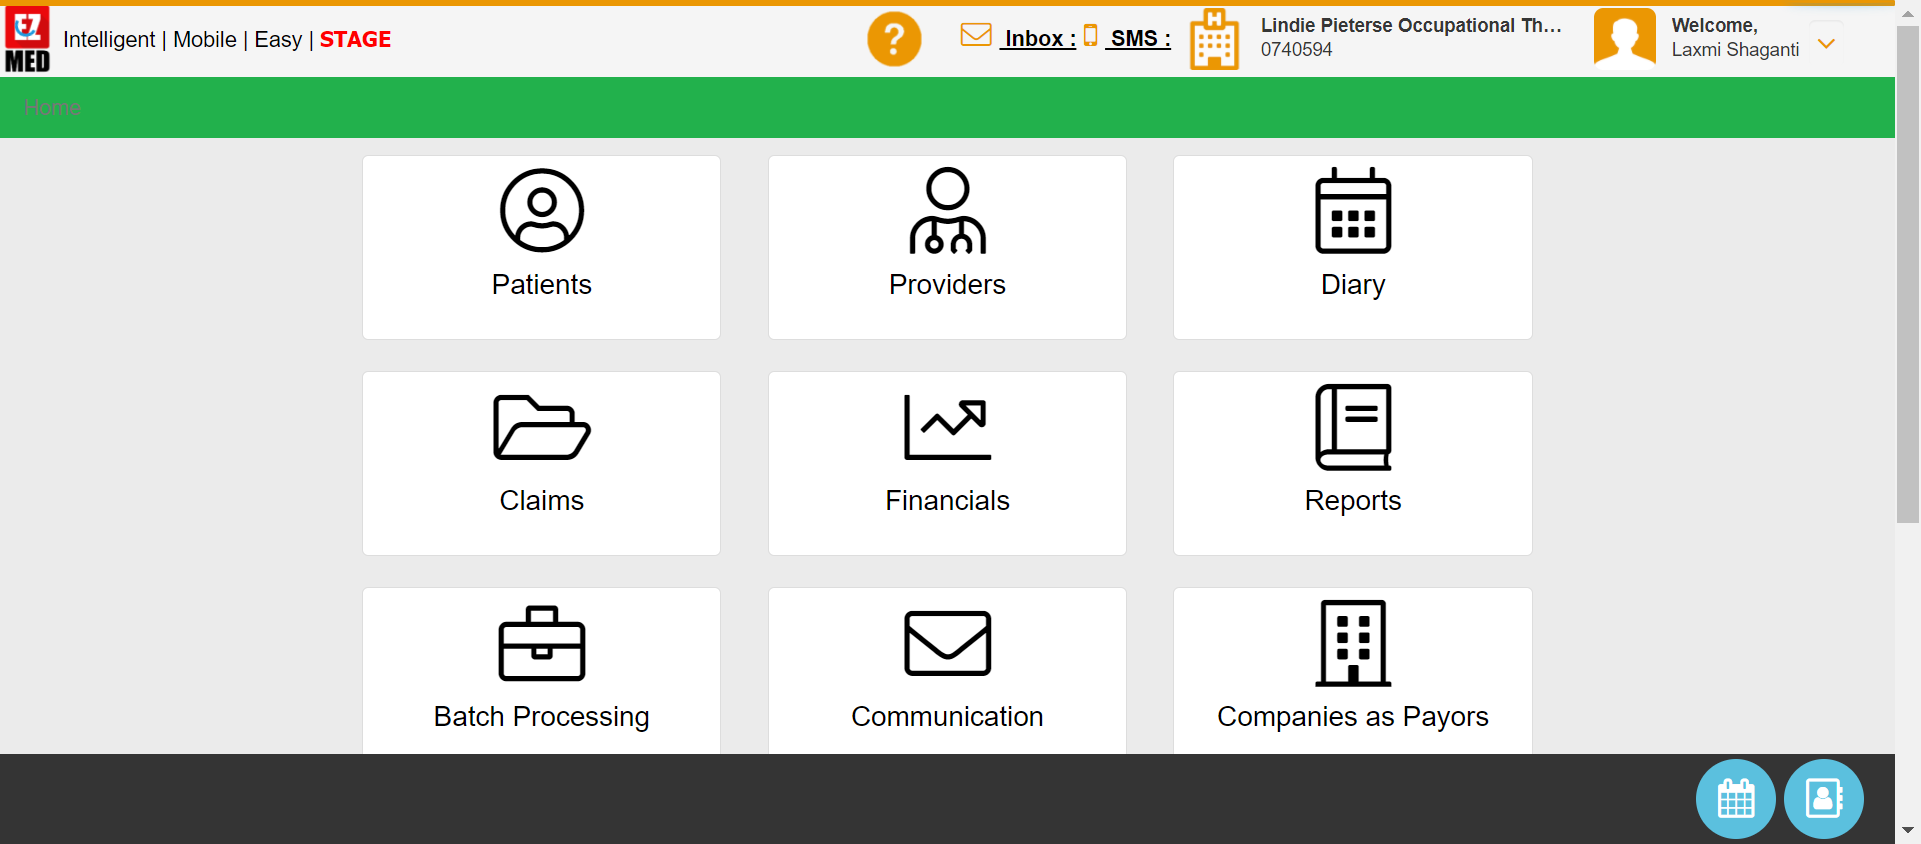 EZ
MED
Intelligent | Mobile | Easy | STAGE
?
Inbox : SMS :
H
Lindie Pieterse Occupational Th...
0740594
Welcome,
Laxmi Shaganti
Home
Patients
Providers
Diary
Claims
Financials
Reports
Batch Processing
Communication
Companies as Payors